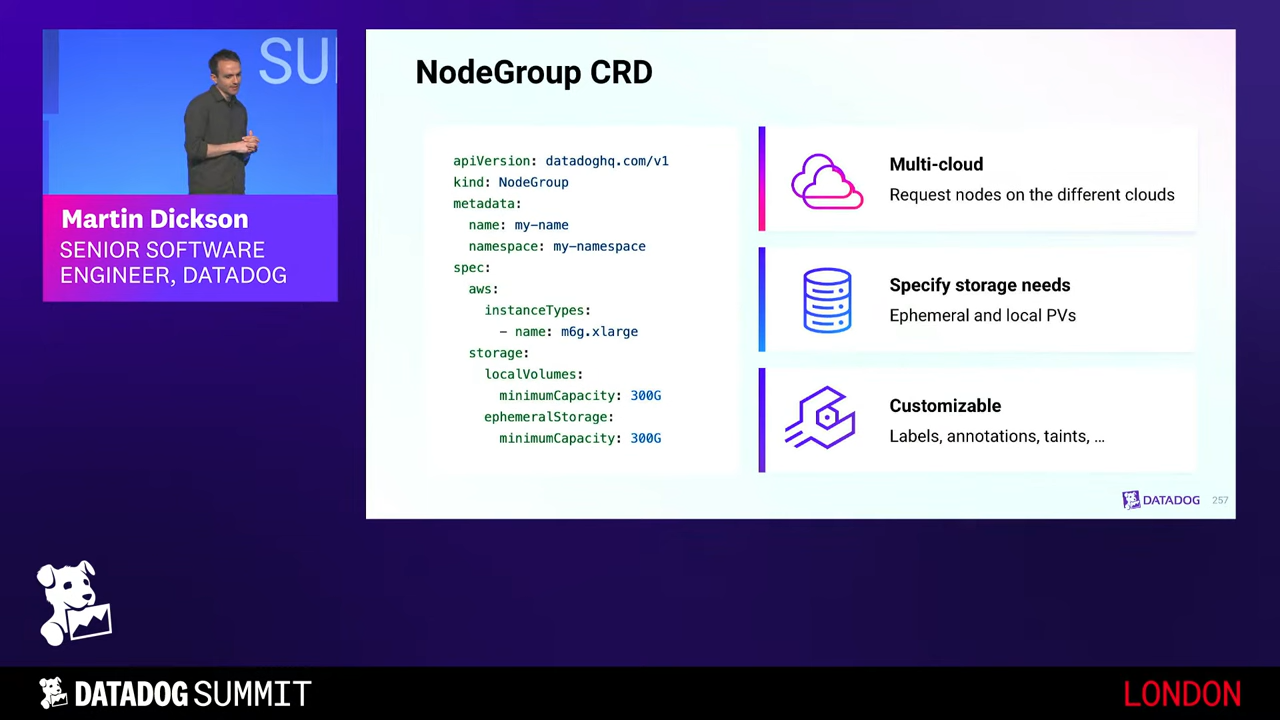 SU
Martin Dickson
SENIOR SOFTWARE
ENGINEER, DATADOG
NodeGroup CRD
apiVersion: datadoghq.com/v1
kind: NodeGroup
metadata:
name: my-name
namespace: my-namespace
spec:
aws:
instanceTypes:
- name: m6g.xlarge
storage:
localVolumes:
minimumCapacity: 300G
ephemeralStorage:
minimumCapacity: 300G
Multi-cloud
Request nodes on the different clouds
Specify storage needs
Ephemeral and local PVs
Customizable
Labels, annotations, taints, ...
DATADOG 257
DATADOG SUMMIT
LONDON